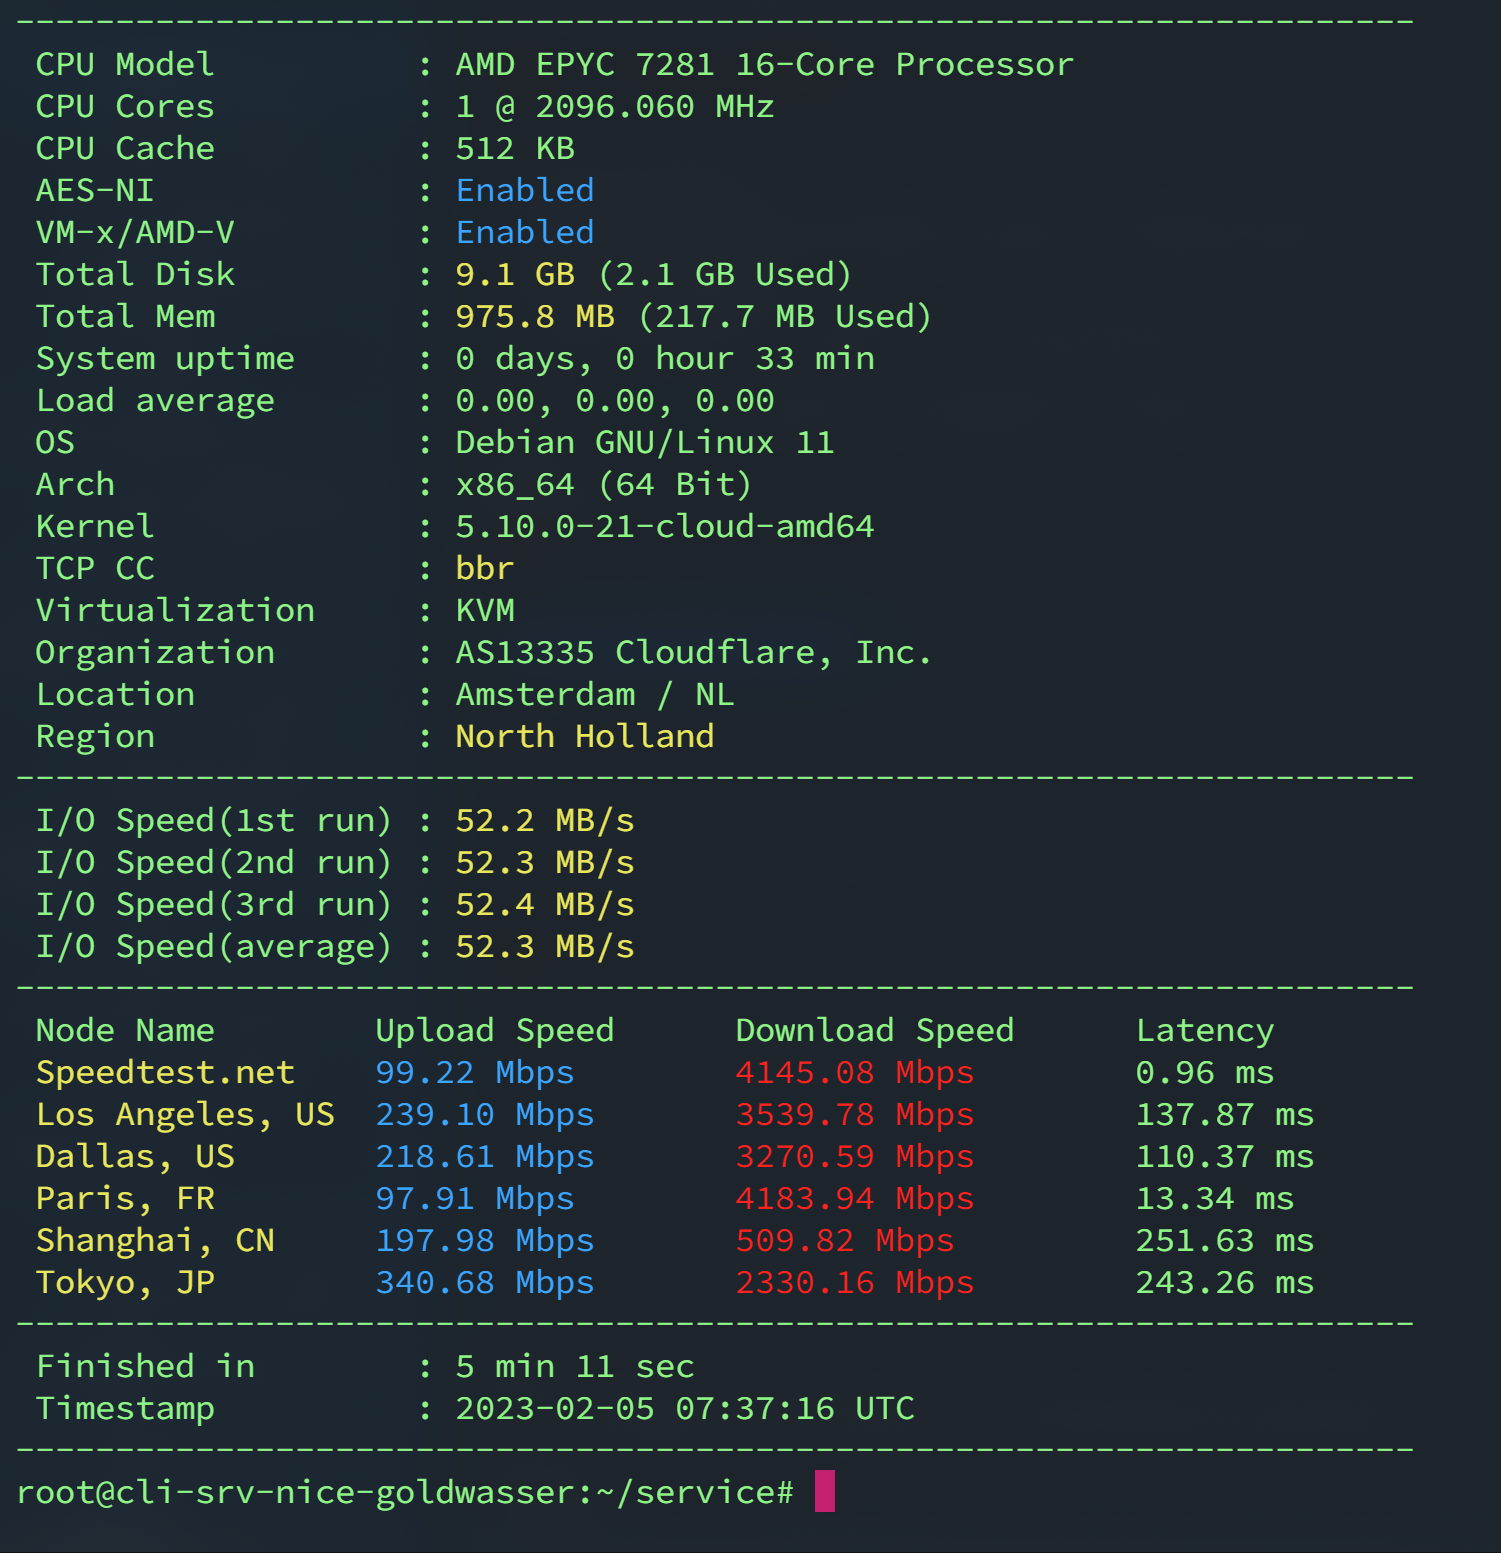 ----------------------------------------------------------------------
CPU Model : AMD EPYC 7281 16-Core Processor
CPU Cores : 1 @ 2096.060 MHz
CPU Cache : 512 KB
AES-NI : Enabled
VM-x/AMD-V : Enabled
Total Disk : 9.1 GB (2.1 GB Used)
Total Mem : 975.8 MB (217.7 MB Used)
System uptime : 0 days, 0 hour 33 min
Load average : 0.00, 0.00, 0.00
OS : Debian GNU/Linux 11
Arch : x86_64 (64 Bit)
Kernel : 5.10.0-21-cloud-amd64
TCP CC : bbr
Virtualization : KVM
Organization : AS13335 Cloudflare, Inc.
Location : Amsterdam / NL
Region : North Holland
----------------------------------------------------------------------
I/O Speed(1st run) : 52.2 MB/s
I/O Speed(2nd run) : 52.3 MB/s
I/O Speed(3rd run) : 52.4 MB/s
I/O Speed(average) : 52.3 MB/s
----------------------------------------------------------------------
Node Name Upload Speed Download Speed Latency
Speedtest.net 99.22 Mbps 4145.08 Mbps 0.96 ms
Los Angeles, US 239.10 Mbps 3539.78 Mbps 137.87 ms
Dallas, US 218.61 Mbps 3270.59 Mbps 110.37 ms
Paris, FR 97.91 Mbps 4183.94 Mbps 13.34 ms
Shanghai, CN 197.98 Mbps 509.82 Mbps 251.63 ms
Tokyo, JP 340.68 Mbps 2330.16 Mbps 243.26 ms
----------------------------------------------------------------------
Finished in : 5 min 11 sec
Timestamp : 2023-02-05 07:37:16 UTC
----------------------------------------------------------------------
root@cli-srv-nice-goldwasser:~/service#